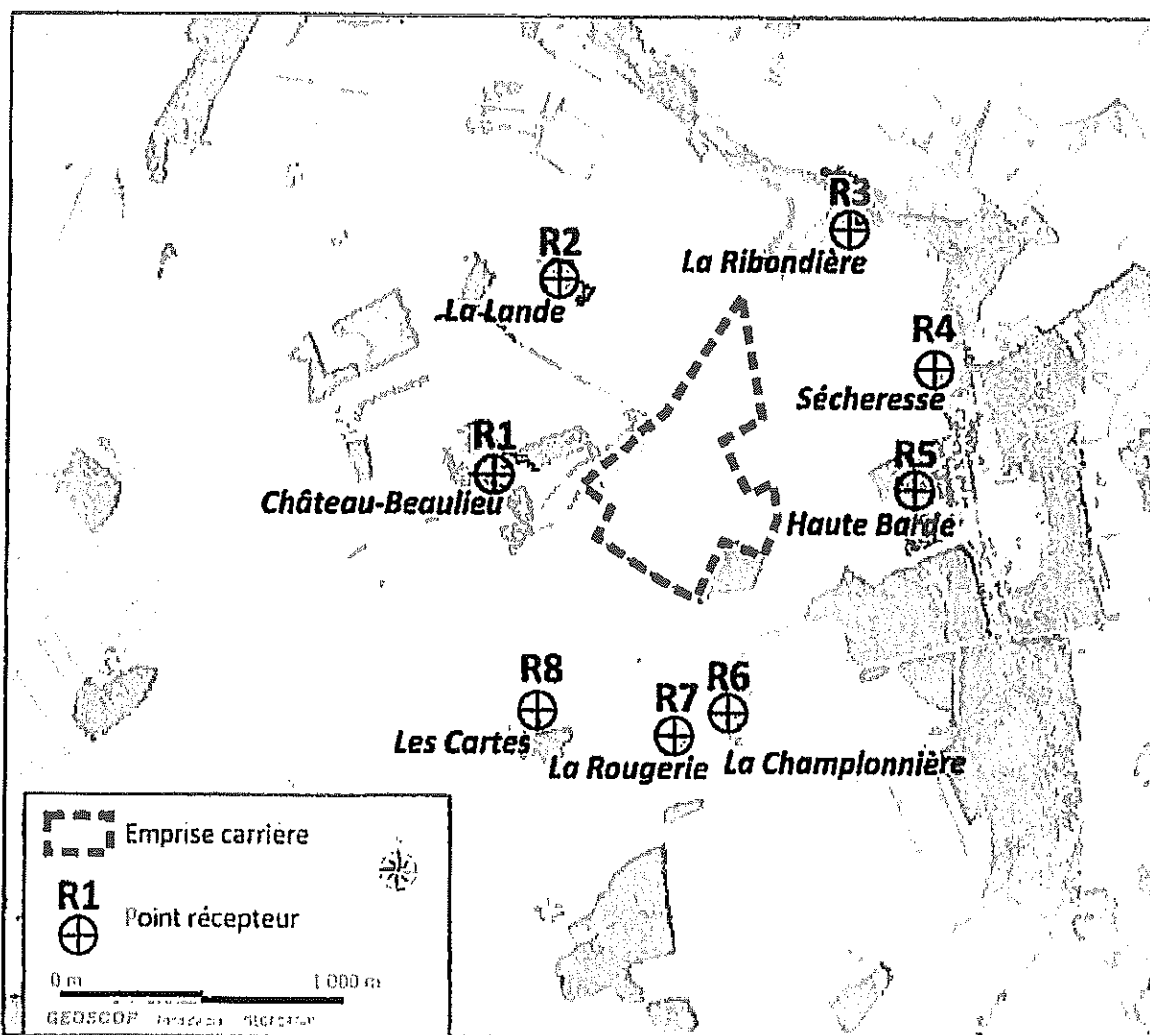 R3
La Ribondière
R2
La Lande
R4
Sécheresse
R1
Château-Beaulieu
R5
Haute Barde
R8
Les Cartes
R7
La Rougerie
R6
La Champlonnière
Emprise carrière
R1
Point récepteur
0 m
1 000 m
GEOSCOP